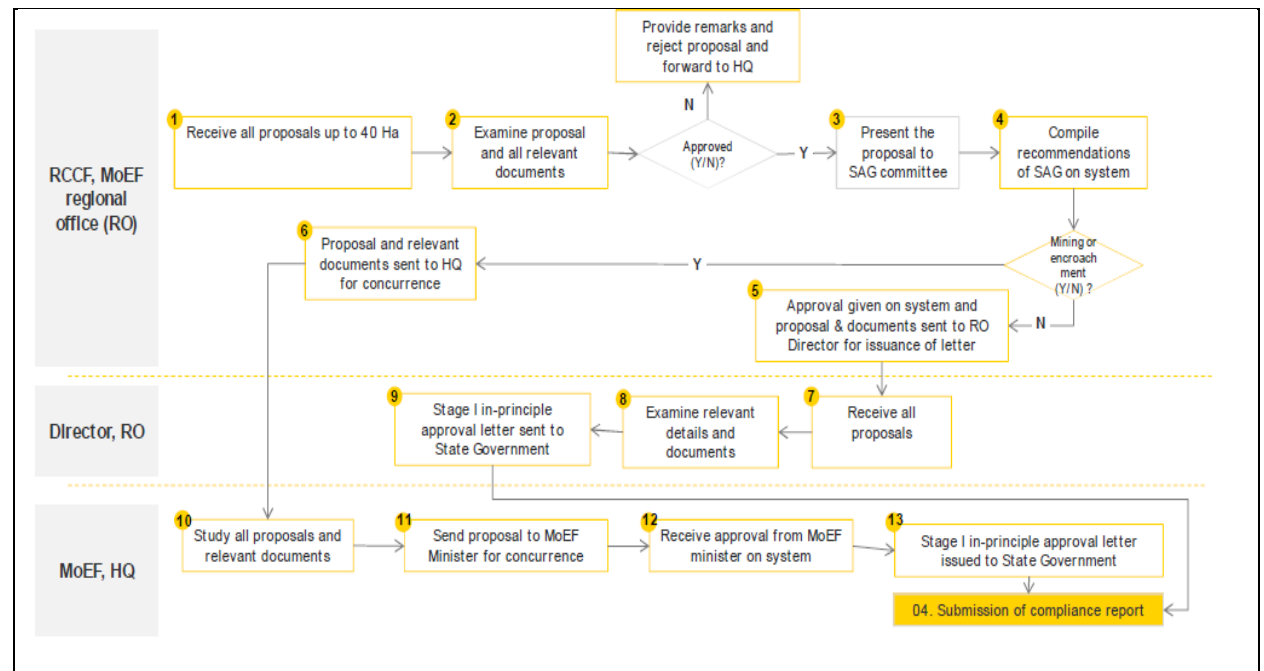 RCCF, MoEF
regional
office (RO)
Provide remarks and
reject proposal and
forward to HQ
N
1
Receive all proposals up to 40 Ha
2
Examine proposal
and all relevant
documents
Approved
(Y/N)?
Y
3
Present the
proposal to
SAG committee
4
Compile
recommendations
of SAG on system
Mining or
encroach
ment
(Y/N) ?
Y
6
Proposal and relevant
documents sent to HQ
for concurrence
N
5
Approval given on system and
proposal & documents sent to RO
Director for issuance of letter
Director, RO
7
Receive all
proposals
8
Examine relevant
details and
documents
9
Stage I in-principle
approval letter sent to
State Government
MoEF, HQ
10
Study all proposals and
relevant documents
11
Send proposal to MoEF
Minister for concurrence
12
Receive approval from MoEF
minister on system
13
Stage I in-principle approval letter
issued to State Government
04. Submission of compliance report